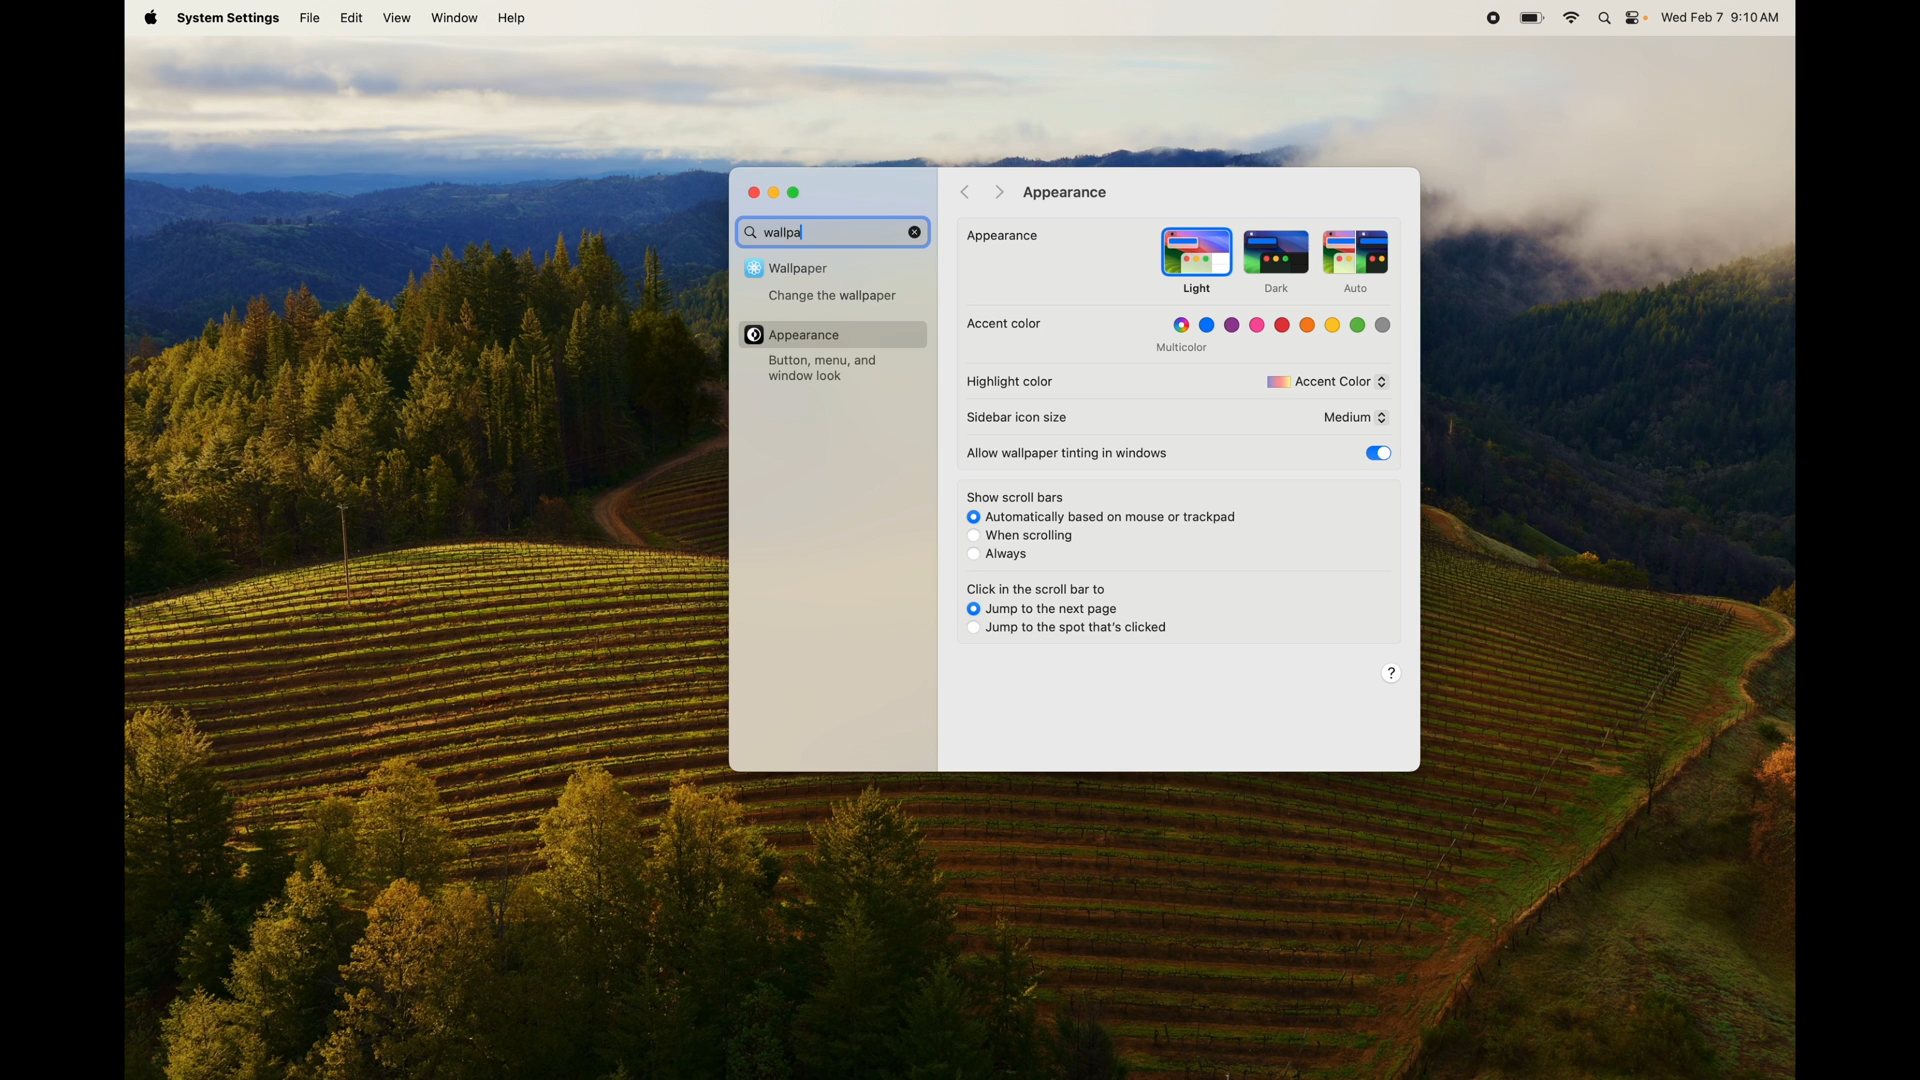 System Settings File Edit View Window Help Wed Feb 7 9:10 AM
Appearance
wallpa
Wallpaper
Change the wallpaper
Appearance
Button, menu, and
window look
Appearance
Light Dark Auto
Accent color
Multicolor
Highlight color Accent Color
Sidebar icon size Medium
Allow wallpaper tinting in windows
Show scroll bars
Automatically based on mouse or trackpad
When scrolling
Always
Click in the scroll bar to
Jump to the next page
Jump to the spot that's clicked
?